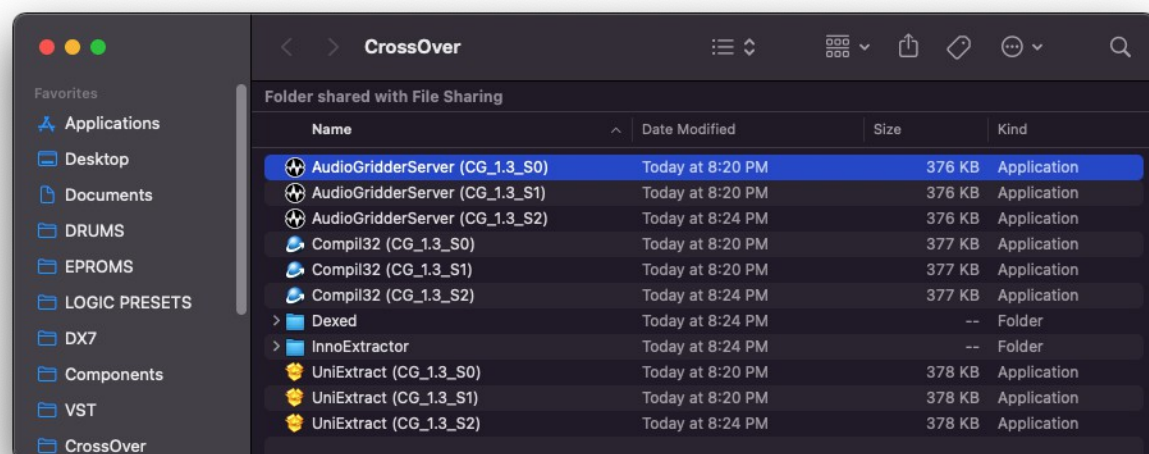 CrossOver
Favorites
Applications
Desktop
Documents
DRUMS
EPROMS
LOGIC PRESETS
DX7
Components
VST
CrossOver
Folder shared with File Sharing
Name Date Modified Size Kind
AudioGridderServer (CG_1.3_S0) Today at 8:20 PM 376 KB Application
AudioGridderServer (CG_1.3_S1) Today at 8:20 PM 376 KB Application
AudioGridderServer (CG_1.3_S2) Today at 8:24 PM 376 KB Application
Compil32 (CG_1.3_S0) Today at 8:20 PM 377 KB Application
Compil32 (CG_1.3_S1) Today at 8:20 PM 377 KB Application
Compil32 (CG_1.3_S2) Today at 8:24 PM 377 KB Application
Dexed Today at 8:24 PM -- Folder
InnoExtractor Today at 8:24 PM -- Folder
UniExtract (CG_1.3_S0) Today at 8:20 PM 378 KB Application
UniExtract (CG_1.3_S1) Today at 8:20 PM 378 KB Application
UniExtract (CG_1.3_S2) Today at 8:24 PM 378 KB Application